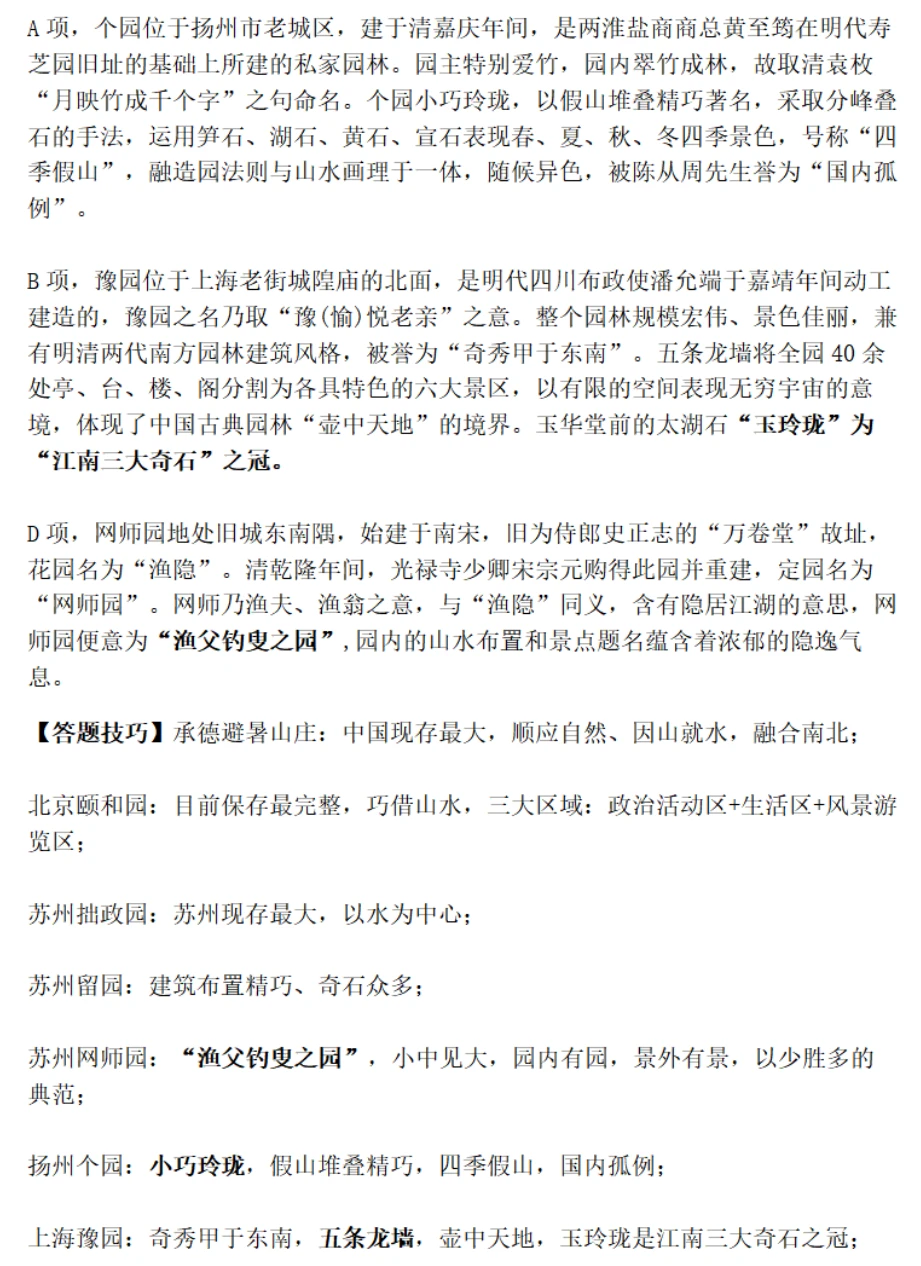 A 项，个园位于扬州市老城区，建于清嘉庆年间，是两淮盐商商总黄至筠在明代寿
芝园旧址的基础上所建的私家园林。园主特别爱竹，园内翠竹成林，故取清袁枚
“月映竹成千个字”之句命名。个园小巧玲珑，以假山堆叠精巧著名，采取分峰叠
石的手法，运用笋石、湖石、黄石、宣石表现春、夏、秋、冬四季景色，号称“四
季假山”，融造园法则与山水画理于一体，随候异色，被陈从周先生誉为“国内孤
例”。
B 项，豫园位于上海老街城隍庙的北面，是明代四川布政使潘允端于嘉靖年间动工
建造的，豫园之名乃取“豫(愉)悦老亲”之意。整个园林规模宏伟、景色佳丽，兼
有明清两代南方园林建筑风格，被誉为“奇秀甲于东南”。五条龙墙将全园 40 余
处亭、台、楼、阁分割为各具特色的六大景区，以有限的空间表现无穷宇宙的意
境，体现了中国古典园林“壶中天地”的境界。玉华堂前的太湖石“玉玲珑”为
“江南三大奇石”之冠。
D 项，网师园地处旧城东南隅，始建于南宋，旧为侍郎史正志的“万卷堂”故址，
花园名为“渔隐”。清乾隆年间，光禄寺少卿宋宗元购得此园并重建，定园名为
“网师园”。网师乃渔夫、渔翁之意，与“渔隐”同义，含有隐居江湖的意思，网
师园便意为“渔父钓叟之园”,园内的山水布置和景点题名蕴含着浓郁的隐逸气
息。
【答题技巧】承德避暑山庄：中国现存最大，顺应自然、因山就水，融合南北；
北京颐和园：目前保存最完整，巧借山水，三大区域：政治活动区+生活区+风景游
览区；
苏州拙政园：苏州现存最大，以水为中心；
苏州留园：建筑布置精巧、奇石众多；
苏州网师园：“渔父钓叟之园”，小中见大，园内有园，景外有景，以少胜多的
典范；
扬州个园：小巧玲珑，假山堆叠精巧，四季假山，国内孤例；
上海豫园：奇秀甲于东南，五条龙墙，壶中天地，玉玲珑是江南三大奇石之冠；